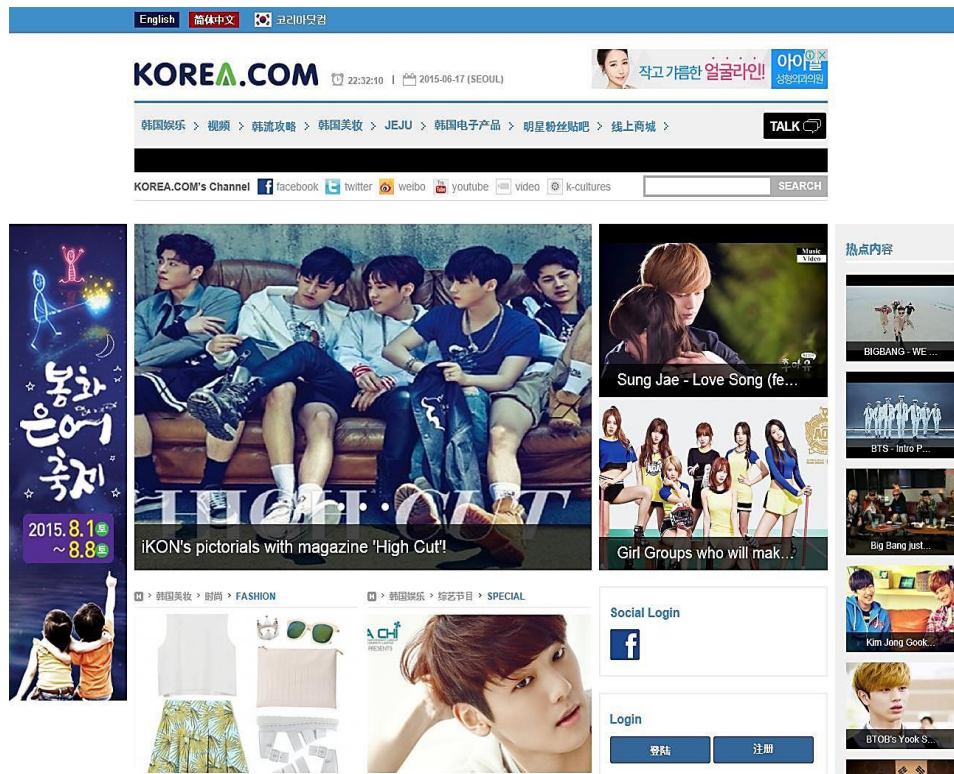 English 简体中文 코리아닷컴
KOREA.COM 22:32:10 | 2015-06-17 (SEOUL)
작고 갸름한 얼굴라인!
성형외과의원
韩国娱乐 > 视频 > 韩流攻略 > 韩国美妆 > JEJU > 韩国电子产品 > 明星粉丝贴吧 > 线上商城 >
TALK
KOREA.COM's Channel facebook twitter weibo youtube video k-cultures SEARCH
봉화
은어
축제
2015. 8.1 토
~ 8.8 토
HIGH CUT
iKON's pictorials with magazine 'High Cut'!
Music
Video
Sung Jae - Love Song (fe...
Girl Groups who will mak...
热点内容
BIGBANG - WE ...
BTS - Intro P...
Big Bang just...
Kim Jong Gook...
BTOB's Yook S...
H > 韩国美妆 > 时尚 > FASHION
H > 韩国娱乐 > 综艺节目 > SPECIAL
PRESENTS
Social Login
f
Login
登陆 注册